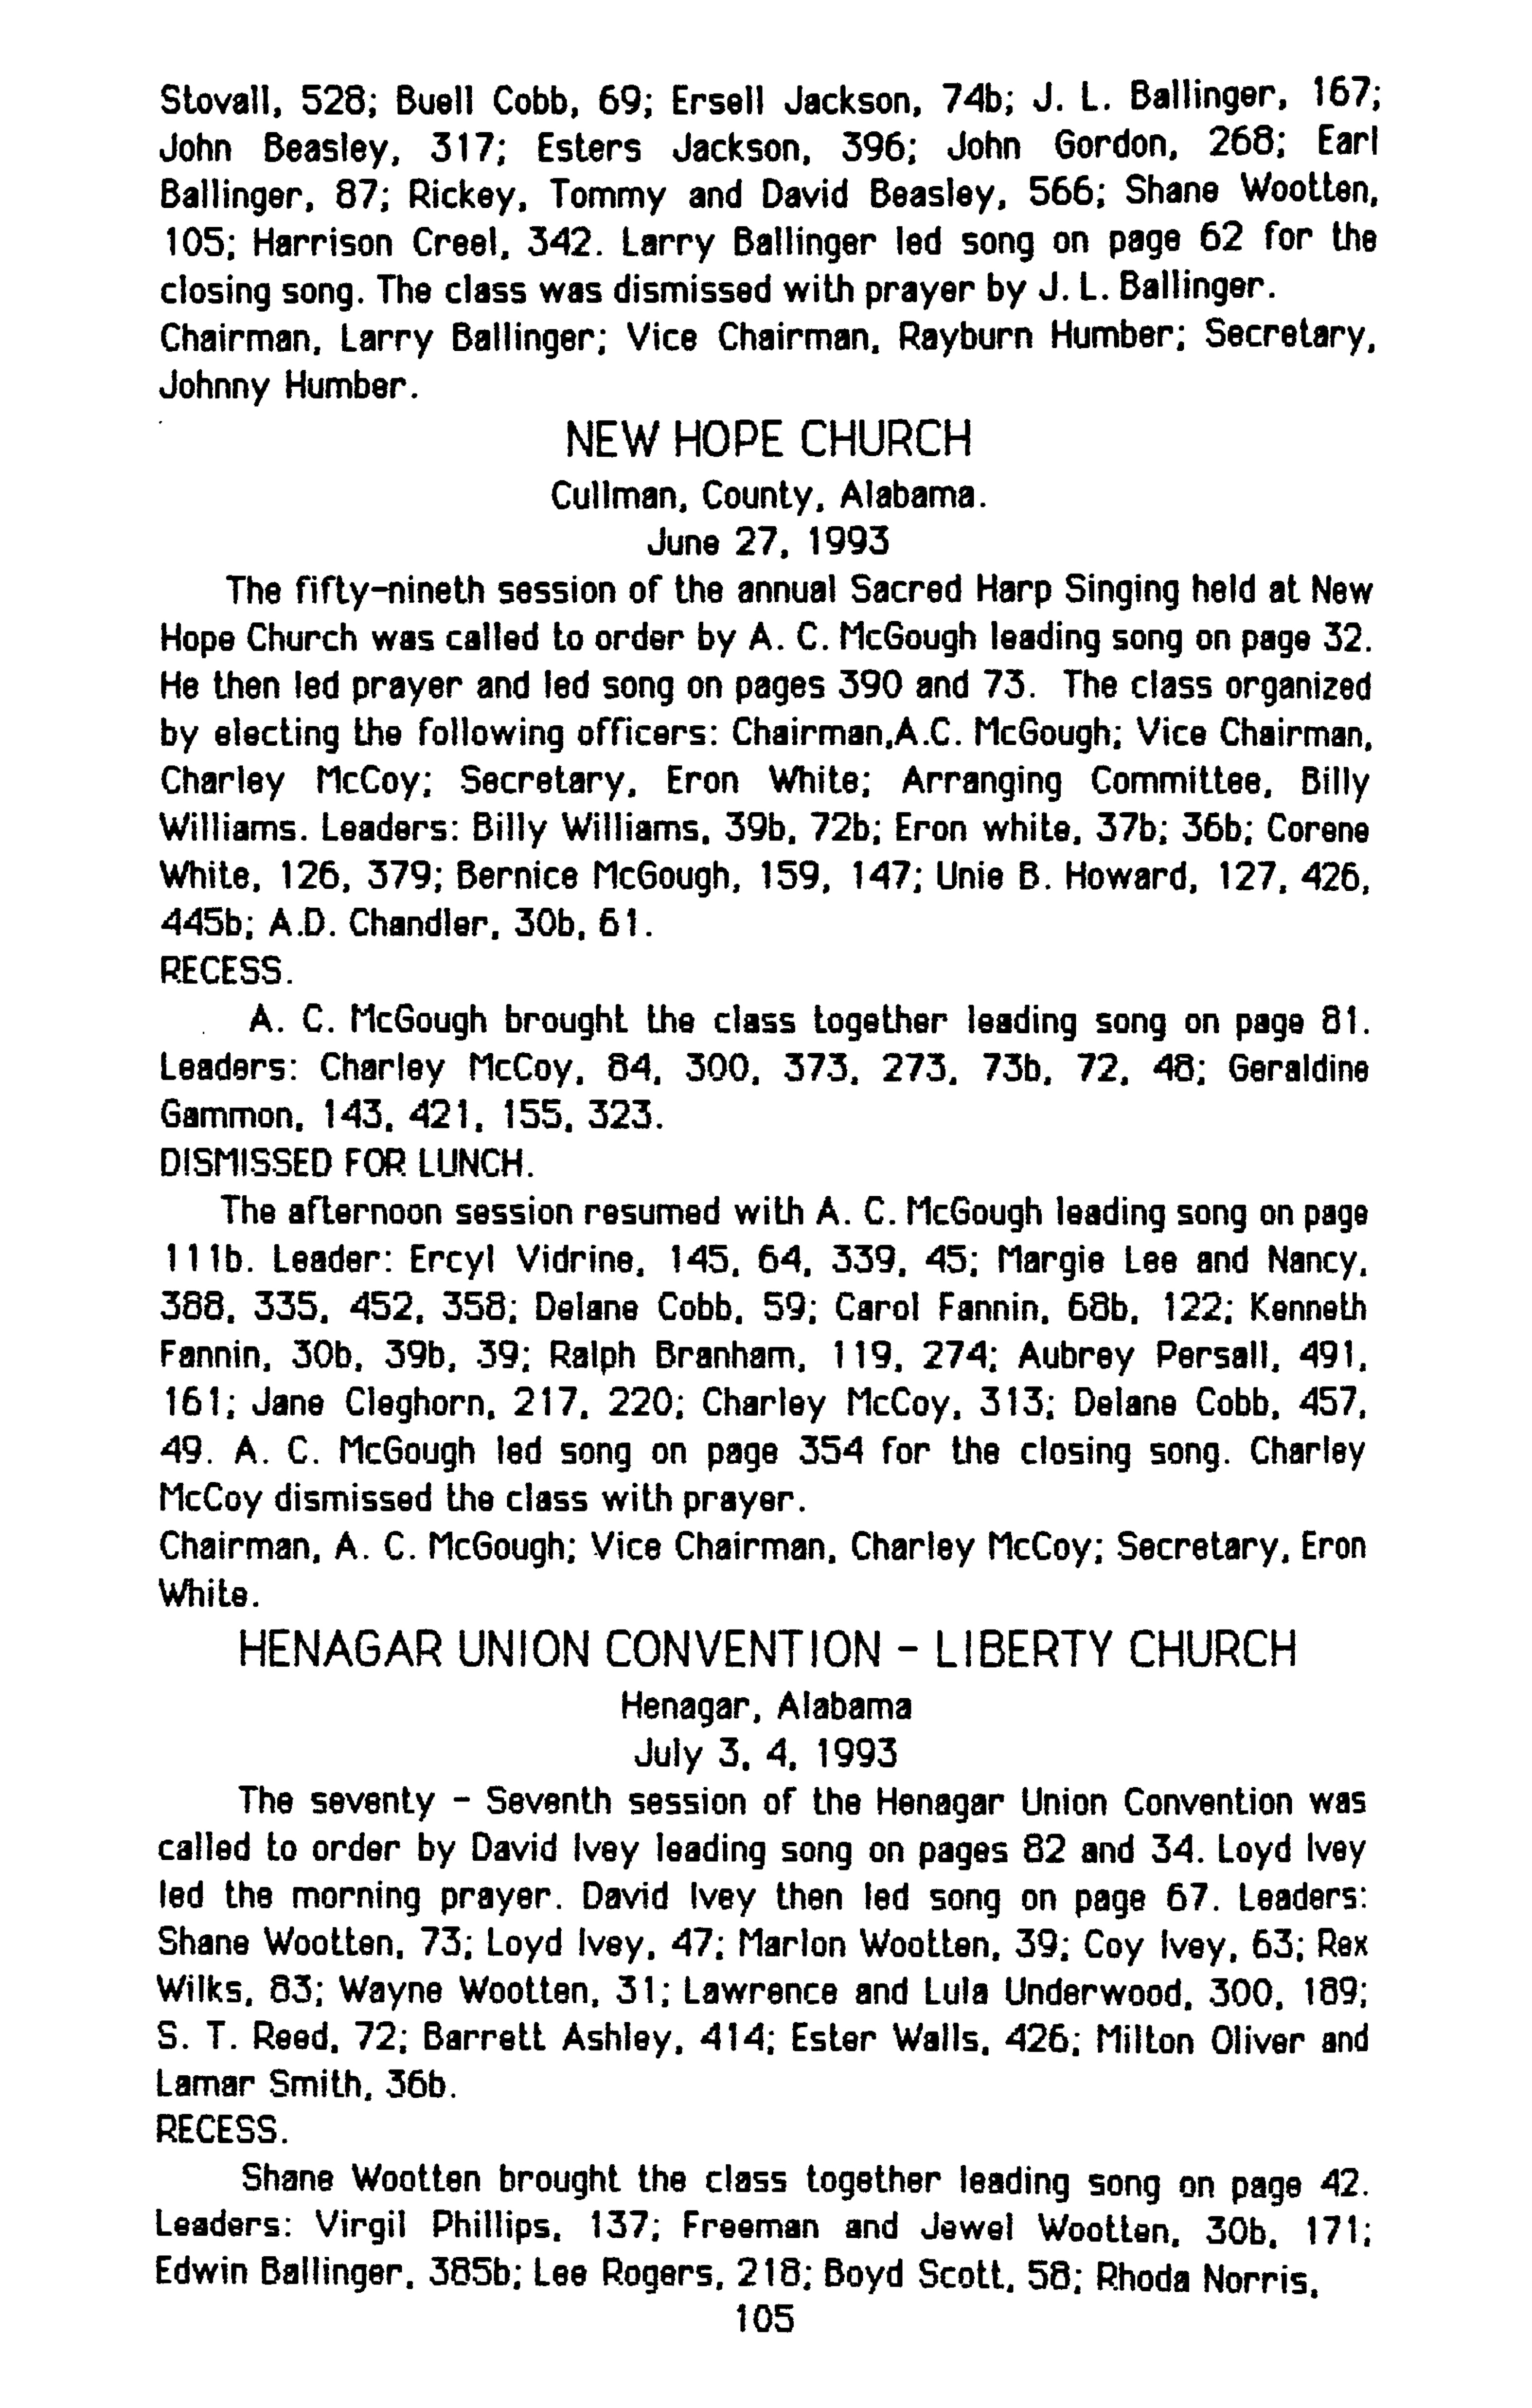 Stovall, 528; Buell Cobb, 69; Ersell Jackson, 74b; J. L. Ballinger, 167;
John Beasley, 317; Esters Jackson, 396; John Gordon, 268; Earl
Ballinger, 87; Rickey, Tommy and David Beasley, 566; Shane Wootten,
105; Harrison Creel, 342. Larry Ballinger led song on page 62 for the
closing song. The class was dismissed with prayer by J. L. Ballinger.
Chairman, Larry Ballinger; Vice Chairman, Rayburn Humber; Secretary,
Johnny Humber.
NEW HOPE CHURCH
Cullman, County, Alabama.
June 27, 1993
The fifty-nineth session of the annual Sacred Harp Singing held at New
Hope Church was called to order by A. C. McGough leading song on page 32.
He then led prayer and led song on pages 390 and 73. The class organized
by electing the following officers: Chairman,A.C. McGough; Vice Chairman,
Charley McCoy; Secretary, Eron White; Arranging Committee, Billy
Williams. Leaders: Billy Williams, 39b, 72b; Eron white, 37b; 36b; Corene
White, 126, 379; Bernice McGough, 159, 147; Unie B. Howard, 127, 426,
445b; A.D. Chandler, 30b, 61.
RECESS.
A. C. McGough brought the class together leading song on page 81.
Leaders: Charley McCoy, 84, 300, 373, 273, 73b, 72, 48; Geraldine
Gammon, 143, 421, 155, 323.
DISMISSED FOR LUNCH.
The afternoon session resumed with A. C. McGough leading song on page
111b. Leader: Ercyl Vidrine, 145, 64, 339, 45; Margie Lee and Nancy,
388, 335, 452, 358; Delane Cobb, 59; Carol Fannin, 68b, 122; Kenneth
Fannin, 30b, 39b, 39; Ralph Branham, 119, 274; Aubrey Persall, 491,
161; Jane Cleghorn, 217, 220; Charley McCoy, 313; Delane Cobb, 457,
49. A. C. McGough led song on page 354 for the closing song. Charley
McCoy dismissed the class with prayer.
Chairman, A. C. McGough; Vice Chairman, Charley McCoy; Secretary, Eron
White.
HENAGAR UNION CONVENTION - LIBERTY CHURCH
Henagar, Alabama
July 3, 4, 1993
The seventy - Seventh session of the Henagar Union Convention was
called to order by David Ivey leading song on pages 82 and 34. Loyd Ivey
led the morning prayer. David Ivey then led song on page 67. Leaders:
Shane Wootten, 73; Loyd Ivey, 47; Marlon Wootten, 39; Coy Ivey, 63; Rex
Wilks, 83; Wayne Wootten, 31; Lawrence and Lula Underwood, 300, 189;
S. T. Reed, 72; Barrett Ashley, 414; Ester Walls, 426; Milton Oliver and
Lamar Smith, 36b.
RECESS.
Shane Wootten brought the class together leading song on page 42.
Leaders: Virgil Phillips, 137; Freeman and Jewel Wootten, 30b, 171;
Edwin Ballinger, 385b; Lee Rogers, 218; Boyd Scott, 58; Rhoda Norris,
105